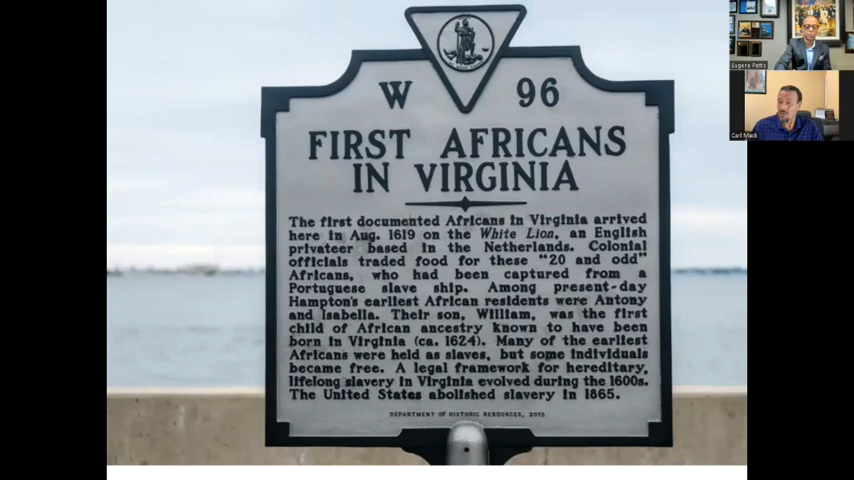 W 96
FIRST AFRICANS
IN VIRGINIA
The first documented Africans in Virginia arrived
here in Aug. 1619 on the White Lion, an English
privateer based in the Netherlands. Colonial
officials traded food for these “20 and odd”
Africans, who had been captured from a
Portuguese slave ship. Among present-day
Hampton's earliest African residents were Antony
and Isabella. Their son, William, was the first
child of African ancestry known to have been
born in Virginia (ca. 1624). Many of the earliest
Africans were held as slaves, but some individuals
became free. A legal framework for hereditary,
lifelong slavery in Virginia evolved during the 1600s.
The United States abolished slavery in 1865.
DEPARTMENT OF HISTORIC RESOURCES, 2015
Eugene Pettis
Carl Mack